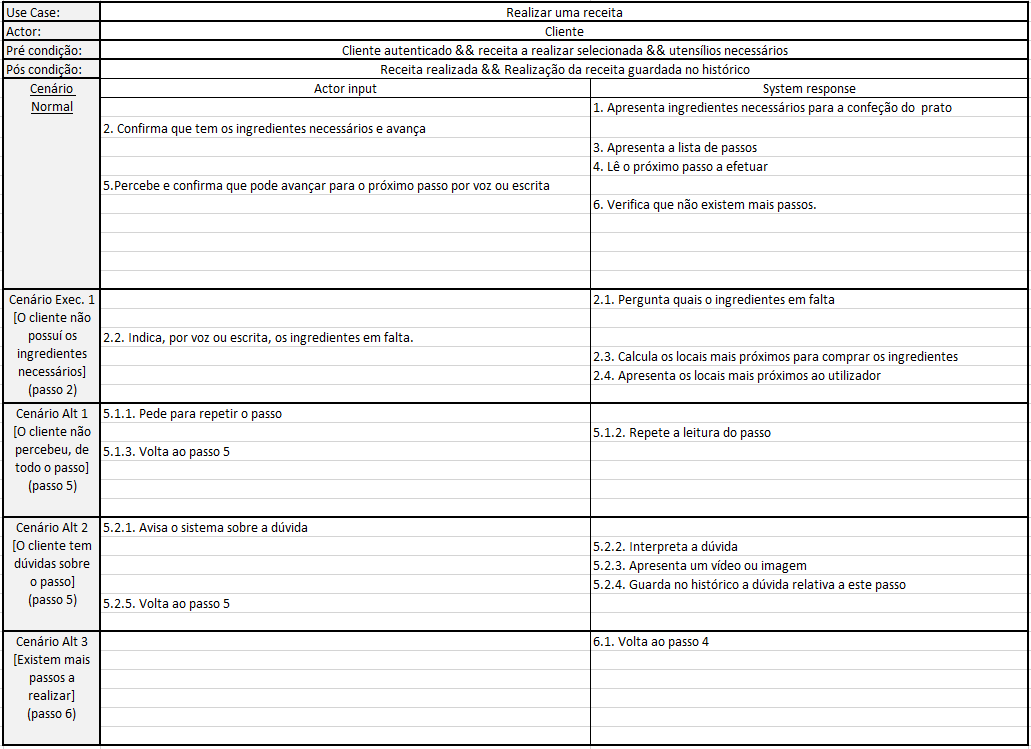 Use Case: Realizar uma receita
Actor: Cliente
Pré condição: Cliente autenticado && receita a realizar selecionada && utensílios necessários
Pós condição: Receita realizada && Realização da receita guardada no histórico
Cenário Normal
Actor input
System response
1. Apresenta ingredientes necessários para a confeção do prato
2. Confirma que tem os ingredientes necessários e avança
3. Apresenta a lista de passos
4. Lê o próximo passo a efetuar
5.Percebe e confirma que pode avançar para o próximo passo por voz ou escrita
6. Verifica que não existem mais passos.
Cenário Exec. 1
[O cliente não
possuí os
ingredientes
necessários]
(passo 2)
2.1. Pergunta quais o ingredientes em falta
2.2. Indica, por voz ou escrita, os ingredientes em falta.
2.3. Calcula os locais mais próximos para comprar os ingredientes
2.4. Apresenta os locais mais próximos ao utilizador
Cenário Alt 1
[O cliente não
percebeu, de
todo o passo]
(passo 5)
5.1.1. Pede para repetir o passo
5.1.2. Repete a leitura do passo
5.1.3. Volta ao passo 5
Cenário Alt 2
[O cliente tem
dúvidas sobre
o passo]
(passo 5)
5.2.1. Avisa o sistema sobre a dúvida
5.2.2. Interpreta a dúvida
5.2.3. Apresenta um vídeo ou imagem
5.2.4. Guarda no histórico a dúvida relativa a este passo
5.2.5. Volta ao passo 5
Cenário Alt 3
[Existem mais
passos a
realizar]
(passo 6)
6.1. Volta ao passo 4